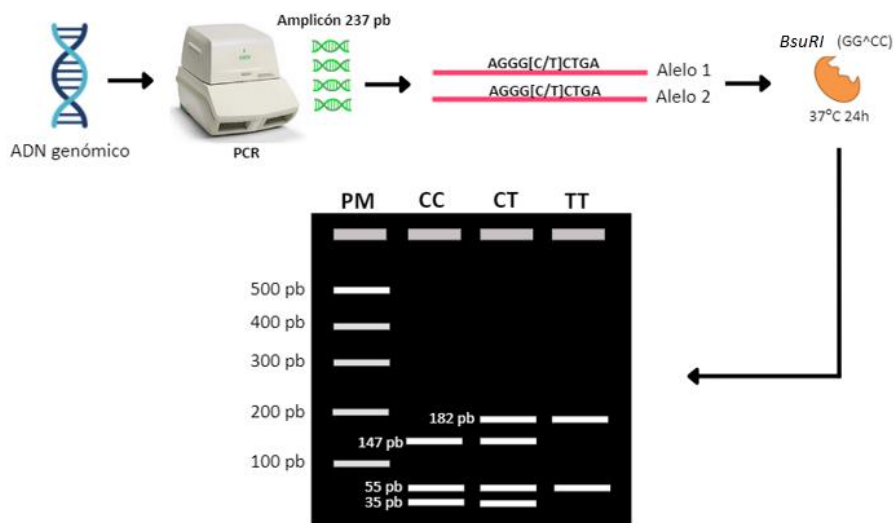 Amplicón 237 pb
ADN genómico
PCR
AGGG[C/T]CTGA
Alelo 1
AGGG[C/T]CTGA
Alelo 2
BsuRI (GG^CC)
37°C 24h
PM CC CT TT
500 pb
400 pb
300 pb
200 pb
182 pb
147 pb
100 pb
55 pb
35 pb